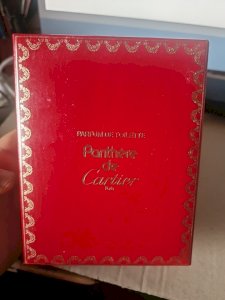 PARFUM DE TOILETTE
Panthère
de
Cartier
Paris